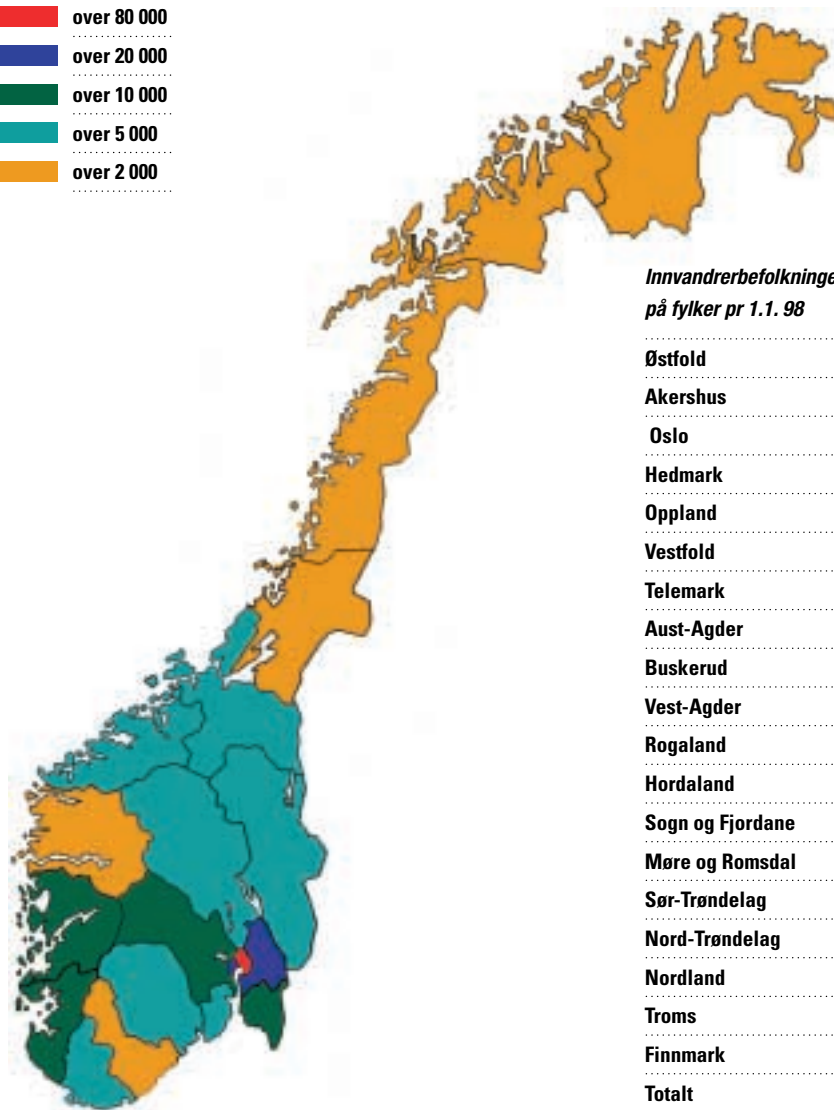 over 80 000
over 20 000
over 10 000
over 5 000
over 2 000
Innvandrerbefolkninge
på fylker pr 1.1. 98
Østfold
Akershus
Oslo
Hedmark
Oppland
Vestfold
Telemark
Aust-Agder
Buskerud
Vest-Agder
Rogaland
Hordaland
Sogn og Fjordane
Møre og Romsdal
Sør-Trøndelag
Nord-Trøndelag
Nordland
Troms
Finnmark
Totalt